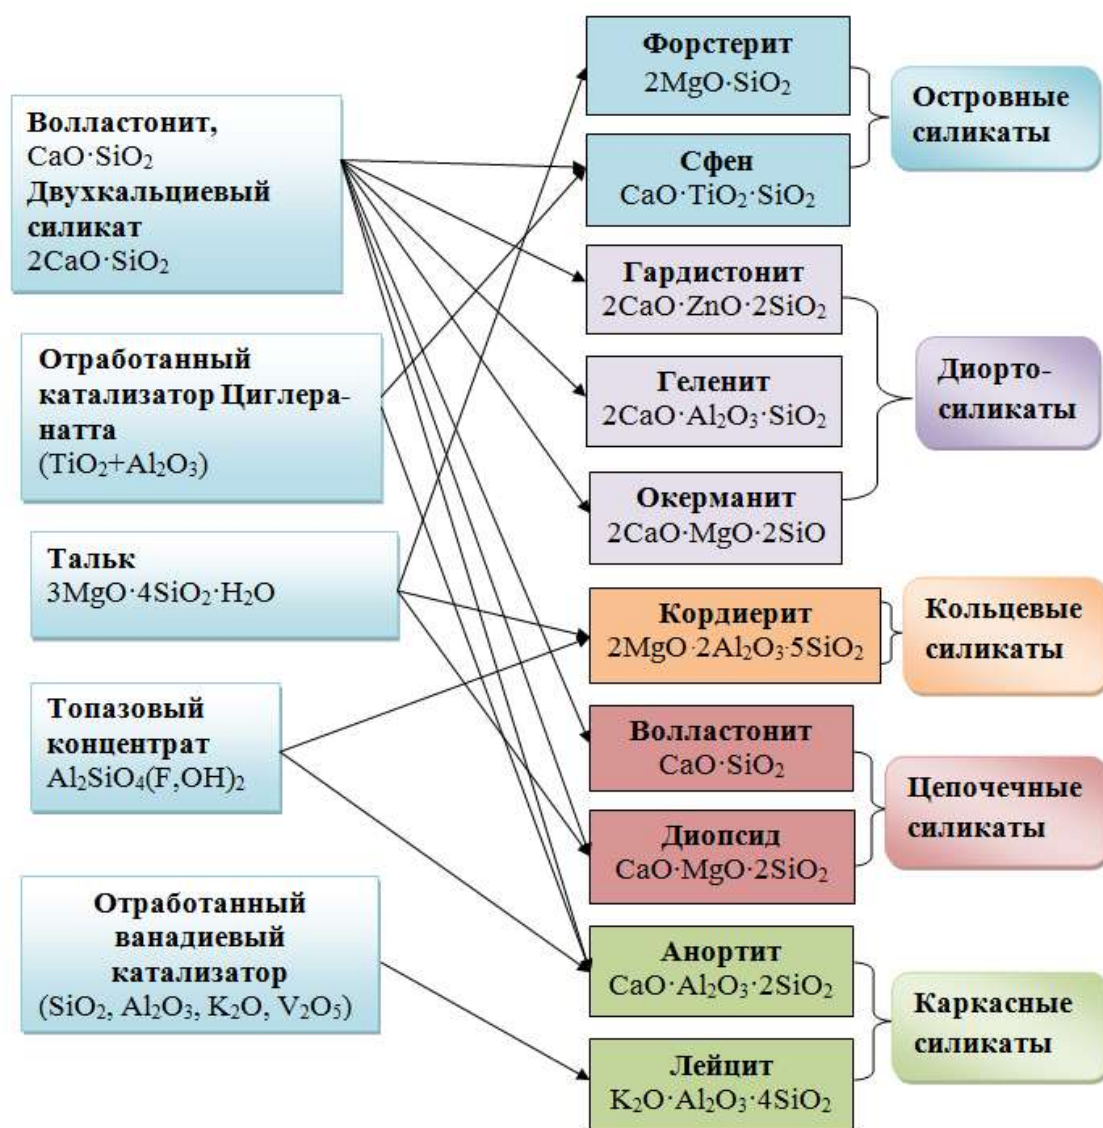 Волластонит,
CaO·SiO₂
Двухкальциевый
силикат
2CaO·SiO₂
Отработанный
катализатор Циглера-
натта
(TiO₂+Al₂O₃)
Тальк
3MgO·4SiO₂·H₂O
Топазовый
концентрат
Al₂SiO₄(F,OH)₂
Отработанный
ванадиевый
катализатор
(SiO₂, Al₂O₃, K₂O, V₂O₅)
Форстерит
2MgO·SiO₂
Сфен
CaO·TiO₂·SiO₂
Гардистонит
2CaO·ZnO·2SiO₂
Геленит
2CaO·Al₂O₃·SiO₂
Окерманит
2CaO·MgO·2SiO
Кордиерит
2MgO·2Al₂O₃·5SiO₂
Волластонит
CaO·SiO₂
Диопсид
CaO·MgO·2SiO₂
Анортит
CaO·Al₂O₃·2SiO₂
Лейцит
K₂O·Al₂O₃·4SiO₂
Островные
силикаты
Диорто-
силикаты
Кольцевые
силикаты
Цепочечные
силикаты
Каркасные
силикаты